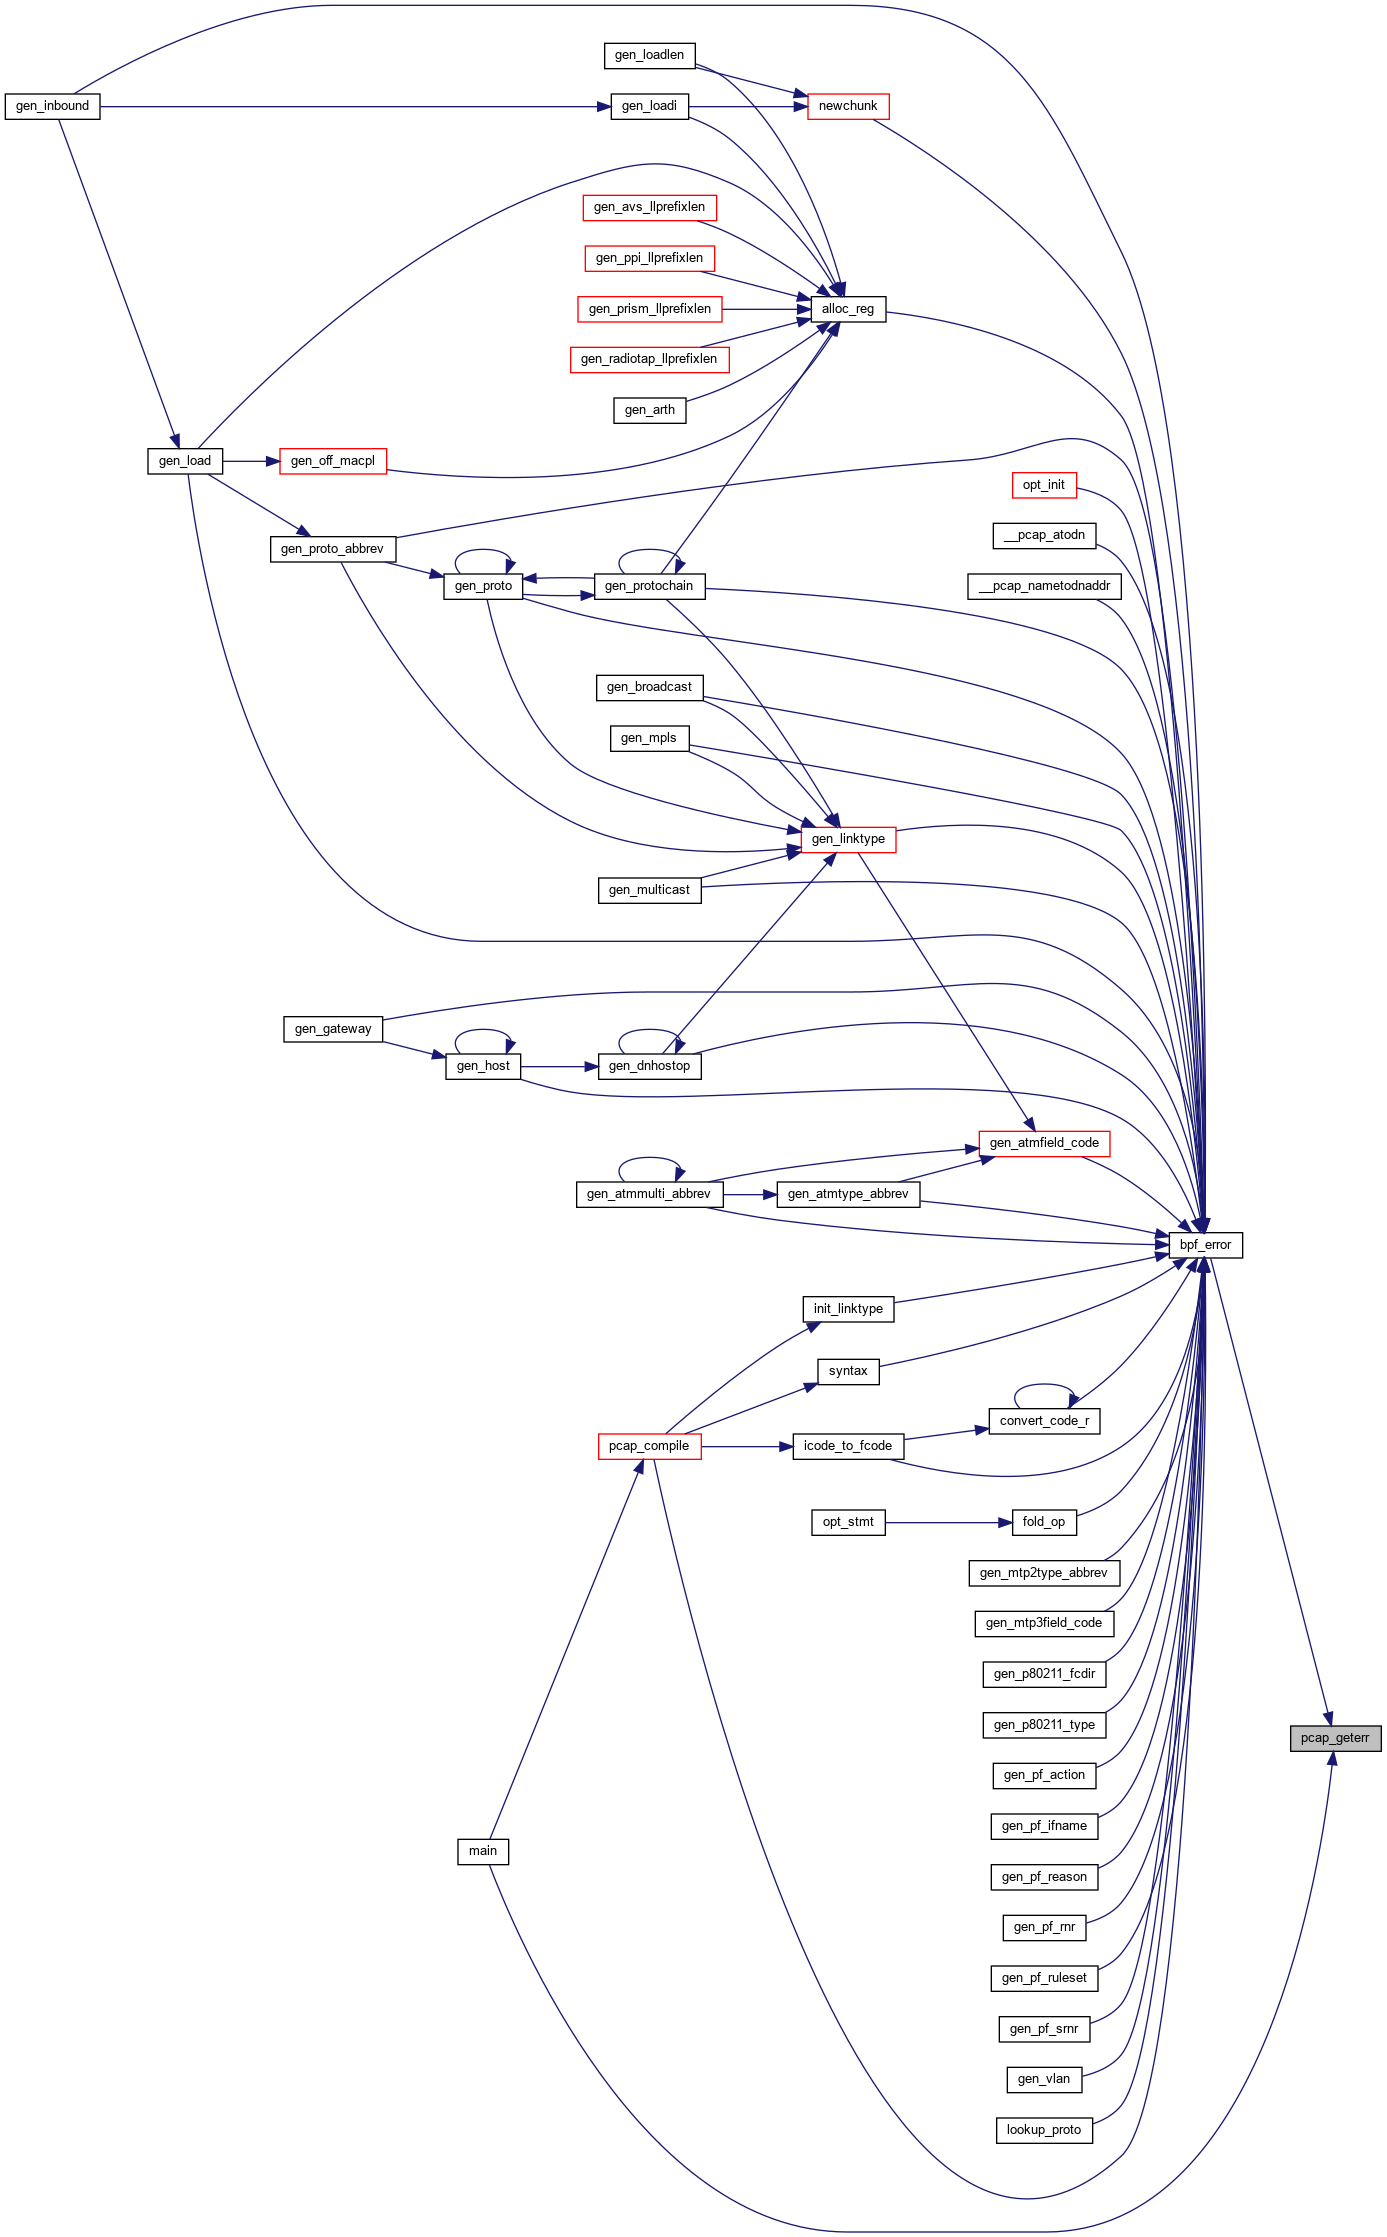 gen_loadlen
gen_inbound
gen_loadi
newchunk
gen_avs_llprefixlen
gen_ppi_llprefixlen
gen_prism_llprefixlen
alloc_reg
gen_radiotap_llprefixlen
gen_arth
gen_load
gen_off_macpl
opt_init
__pcap_atodn
gen_proto_abbrev
gen_proto
gen_protochain
__pcap_nametodnaddr
gen_broadcast
gen_mpls
gen_linktype
gen_multicast
gen_gateway
gen_host
gen_dnhostop
gen_atmfield_code
gen_atmmulti_abbrev
gen_atmtype_abbrev
bpf_error
init_linktype
syntax
convert_code_r
pcap_compile
icode_to_fcode
opt_stmt
fold_op
gen_mtp2type_abbrev
gen_mtp3field_code
gen_p80211_fcdir
gen_p80211_type
pcap_geterr
gen_pf_action
gen_pf_ifname
main
gen_pf_reason
gen_pf_rnr
gen_pf_ruleset
gen_pf_srnr
gen_vlan
lookup_proto